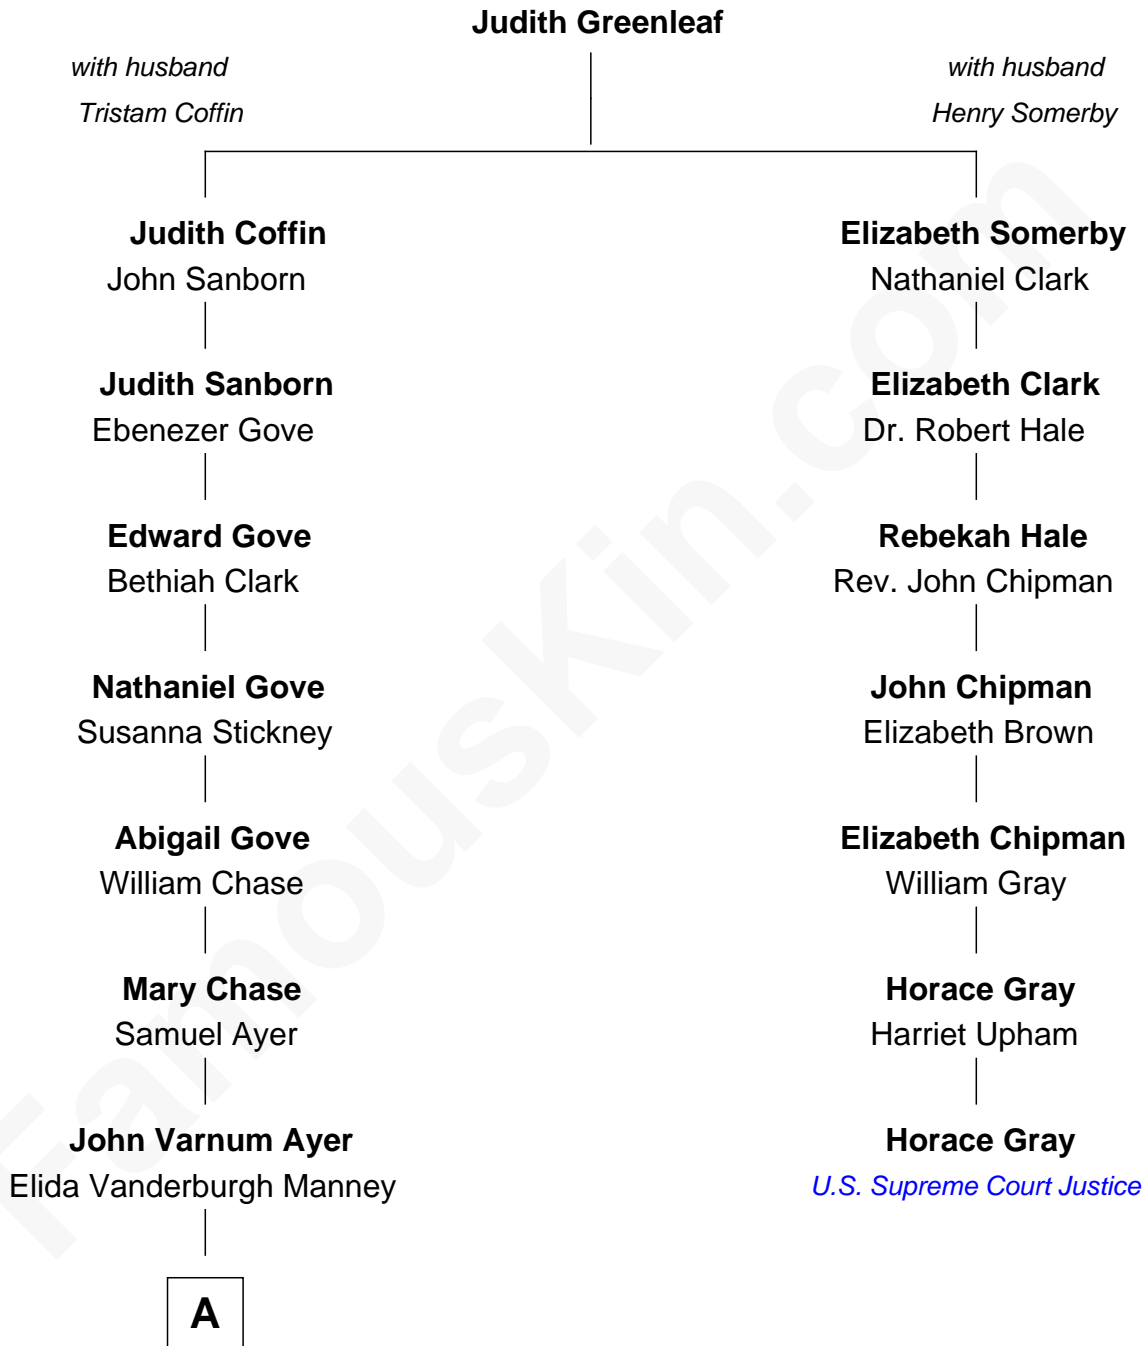 Judith Greenleaf
with husband
Tristam Coffin
with husband
Henry Somerby
Judith Coffin
John Sanborn
Elizabeth Somerby
Nathaniel Clark
Judith Sanborn
Ebenezer Gove
Elizabeth Clark
Dr. Robert Hale
Edward Gove
Bethiah Clark
Rebekah Hale
Rev. John Chipman
Nathaniel Gove
Susanna Stickney
John Chipman
Elizabeth Brown
Abigail Gove
William Chase
Elizabeth Chipman
William Gray
Mary Chase
Samuel Ayer
Horace Gray
Harriet Upham
John Varnum Ayer
Elida Vanderburgh Manney
Horace Gray
U.S. Supreme Court Justice
A
FamousKin.com